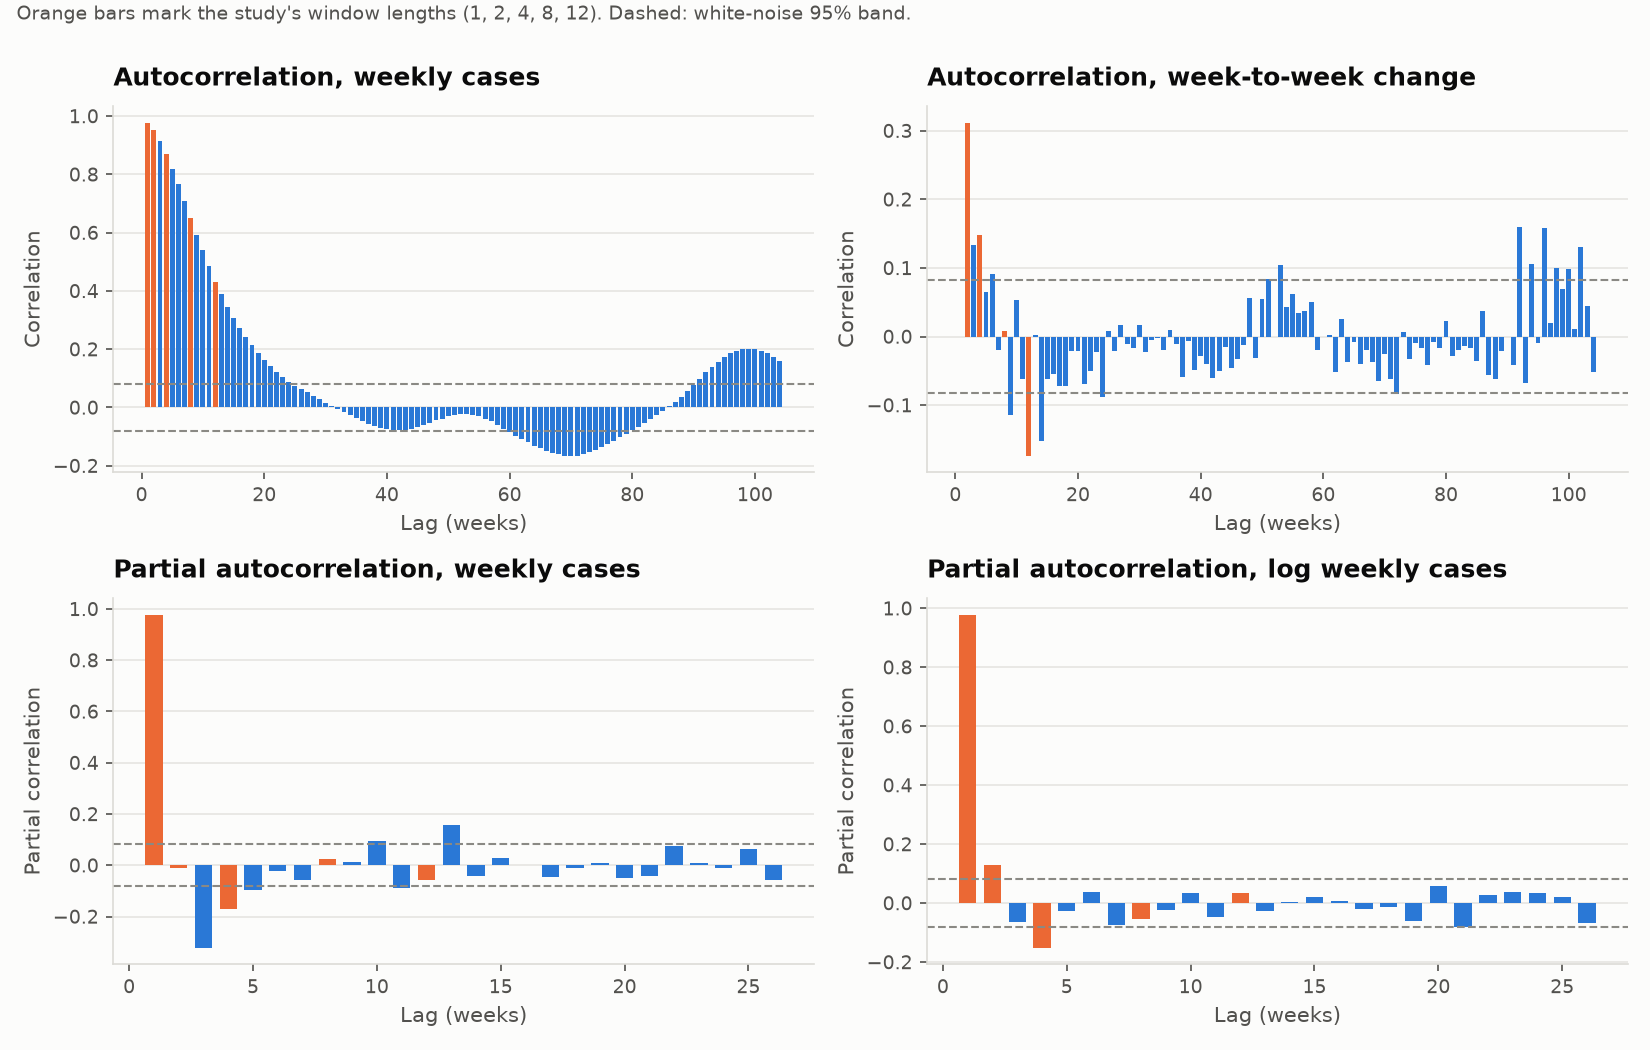 Orange bars mark the study's window lengths (1, 2, 4, 8, 12). Dashed: white-noise 95% band.
Autocorrelation, weekly cases
Correlation
1.0
0.8
0.6
0.4
0.2
0.0
−0.2
0 20 40 60 80 100
Lag (weeks)
Autocorrelation, week-to-week change
Correlation
0.3
0.2
0.1
0.0
−0.1
0 20 40 60 80 100
Lag (weeks)
Partial autocorrelation, weekly cases
Partial correlation
1.0
0.8
0.6
0.4
0.2
0.0
−0.2
0 5 10 15 20 25
Lag (weeks)
Partial autocorrelation, log weekly cases
Partial correlation
1.0
0.8
0.6
0.4
0.2
0.0
−0.2
0 5 10 15 20 25
Lag (weeks)